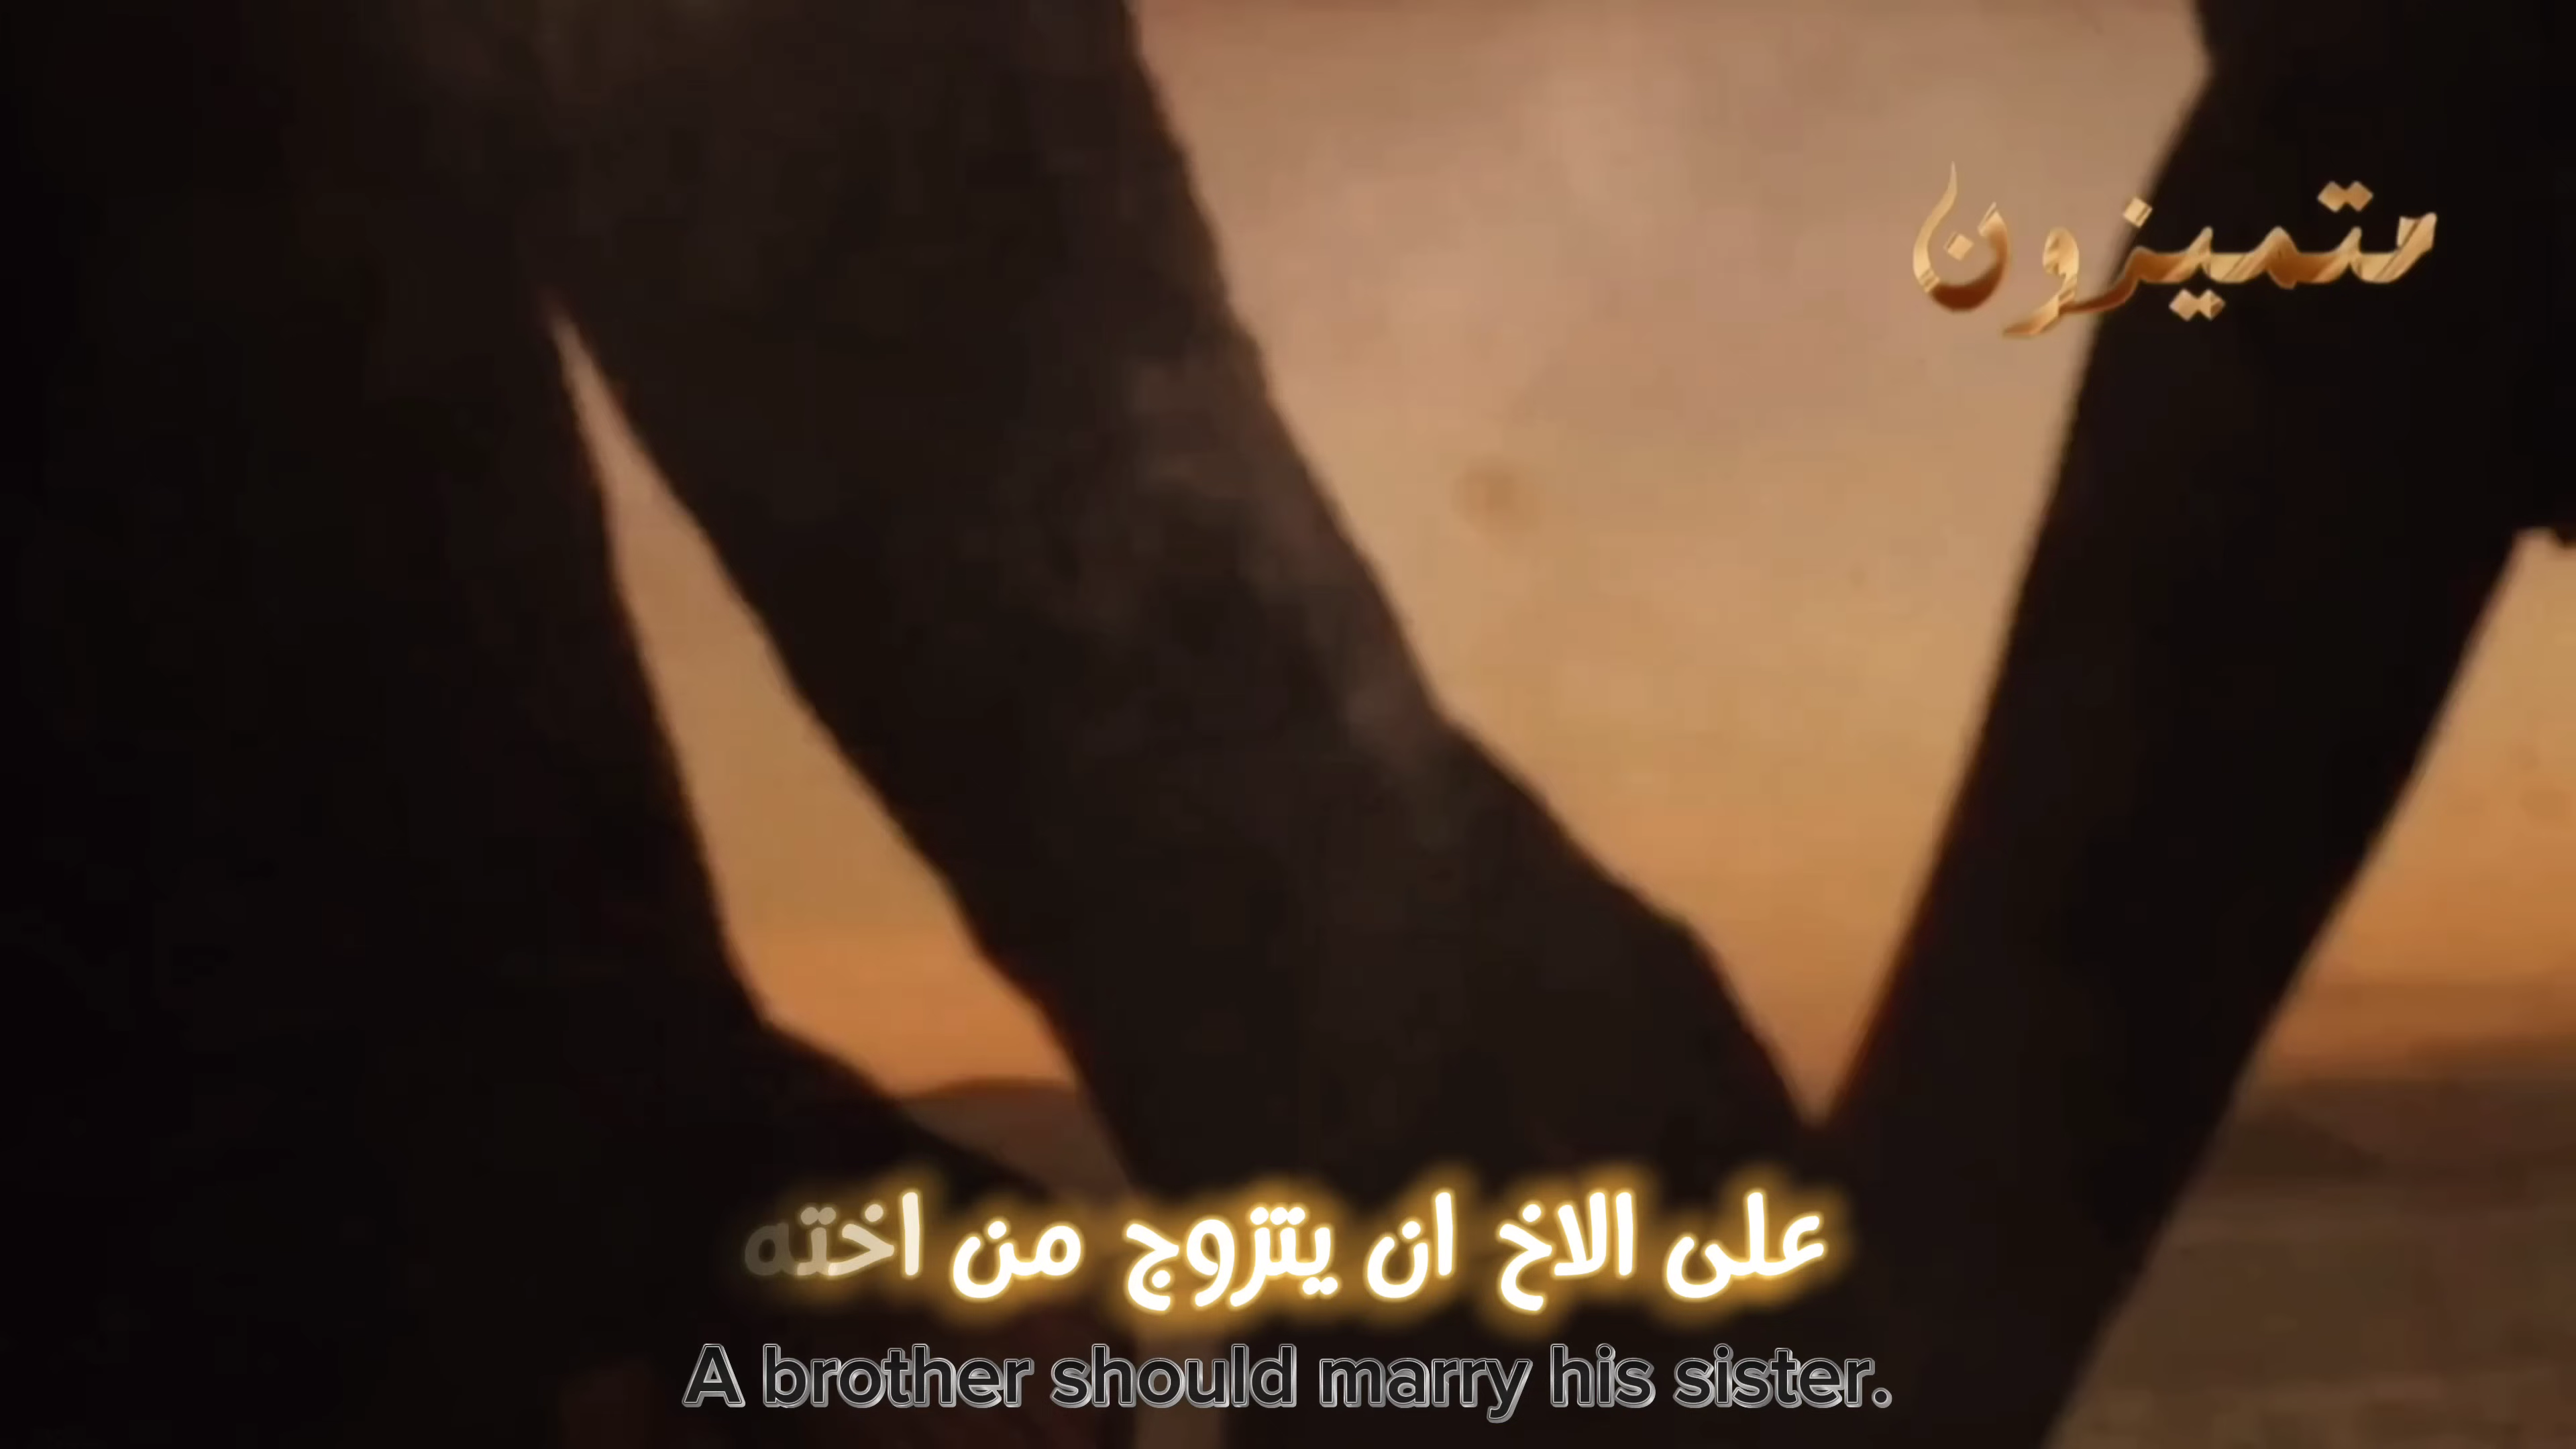 متميزون
على الاخ ان يتزوج من اخته
A brother should marry his sister.